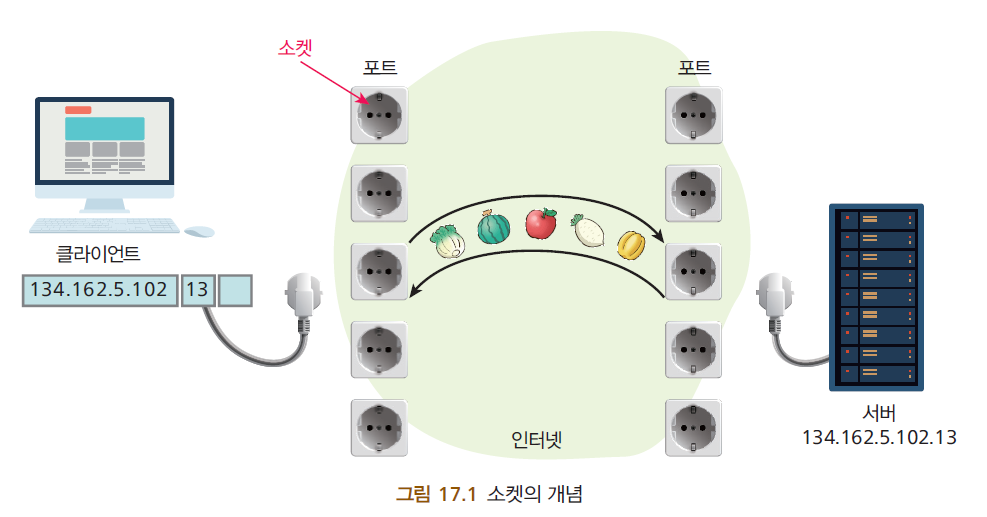 소켓
포트
포트
클라이언트
134.162.5.102 13
서버
134.162.5.102.13
인터넷
그림 17.1 소켓의 개념